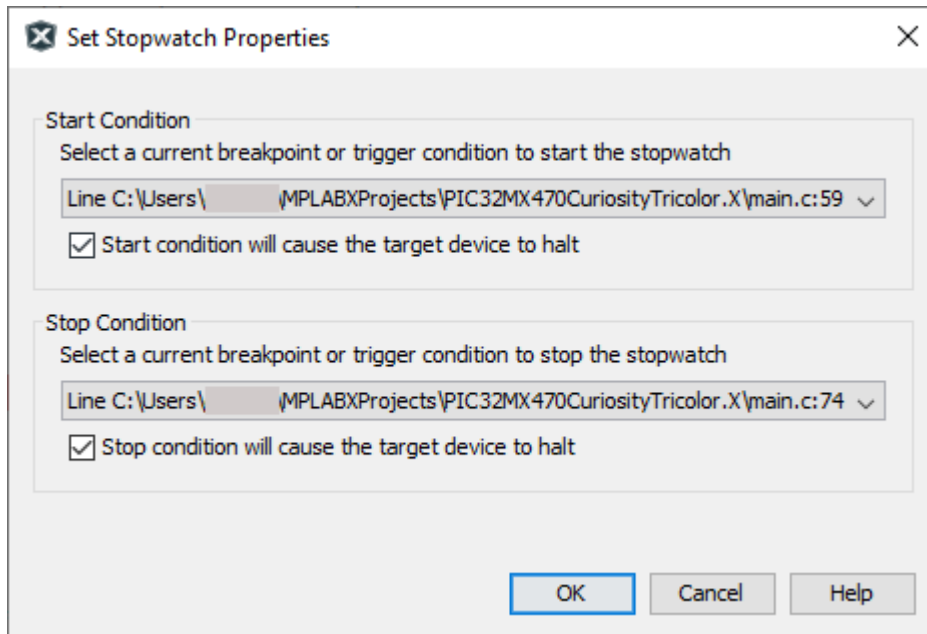 Set Stopwatch Properties
Start Condition
Select a current breakpoint or trigger condition to start the stopwatch
Line C:\Users\ \MPLABXProjects\PIC32MX470CuriosityTricolor.X\main.c:59
Start condition will cause the target device to halt
Stop Condition
Select a current breakpoint or trigger condition to stop the stopwatch
Line C:\Users\ \MPLABXProjects\PIC32MX470CuriosityTricolor.X\main.c:74
Stop condition will cause the target device to halt
OK Cancel Help